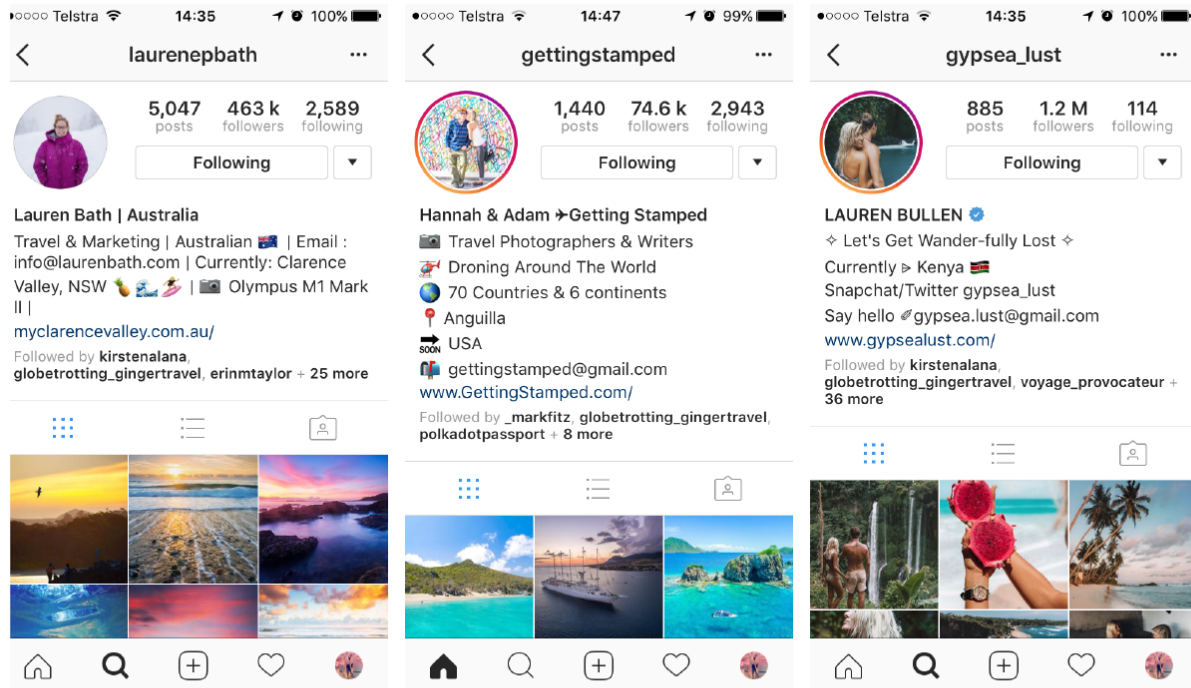 Telstra 14:35 100%
laurenepbath
5,047 463 k 2,589
posts followers following
Following
Lauren Bath | Australia
Travel & Marketing | Australian 🇦🇺 | Email :
info@laurenbath.com | Currently: Clarence
Valley, NSW 🍍🌊🏄 | 📷 Olympus M1 Mark
II |
myclarencevalley.com.au/
Followed by kirstenalana,
globetrotting_gingertravel, erinmtaylor + 25 more
Telstra 14:47 99%
gettingstamped
1,440 74.6 k 2,943
posts followers following
Following
Hannah & Adam ✈Getting Stamped
📷 Travel Photographers & Writers
🚁 Droning Around The World
🌎 70 Countries & 6 continents
📍 Anguilla
🔜 USA
📬 gettingstamped@gmail.com
www.GettingStamped.com/
Followed by _markfitz, globetrotting_gingertravel,
polkadotpassport + 8 more
Telstra 14:35 100%
gypsea_lust
885 1.2 M 114
posts followers following
Following
LAUREN BULLEN
✧ Let's Get Wander-fully Lost ✧
Currently ⩥ Kenya 🇰🇪
Snapchat/Twitter gypsea_lust
Say hello ✐gypsea.lust@gmail.com
www.gypsealust.com/
Followed by kirstenalana,
globetrotting_gingertravel, voyage_provocateur +
36 more